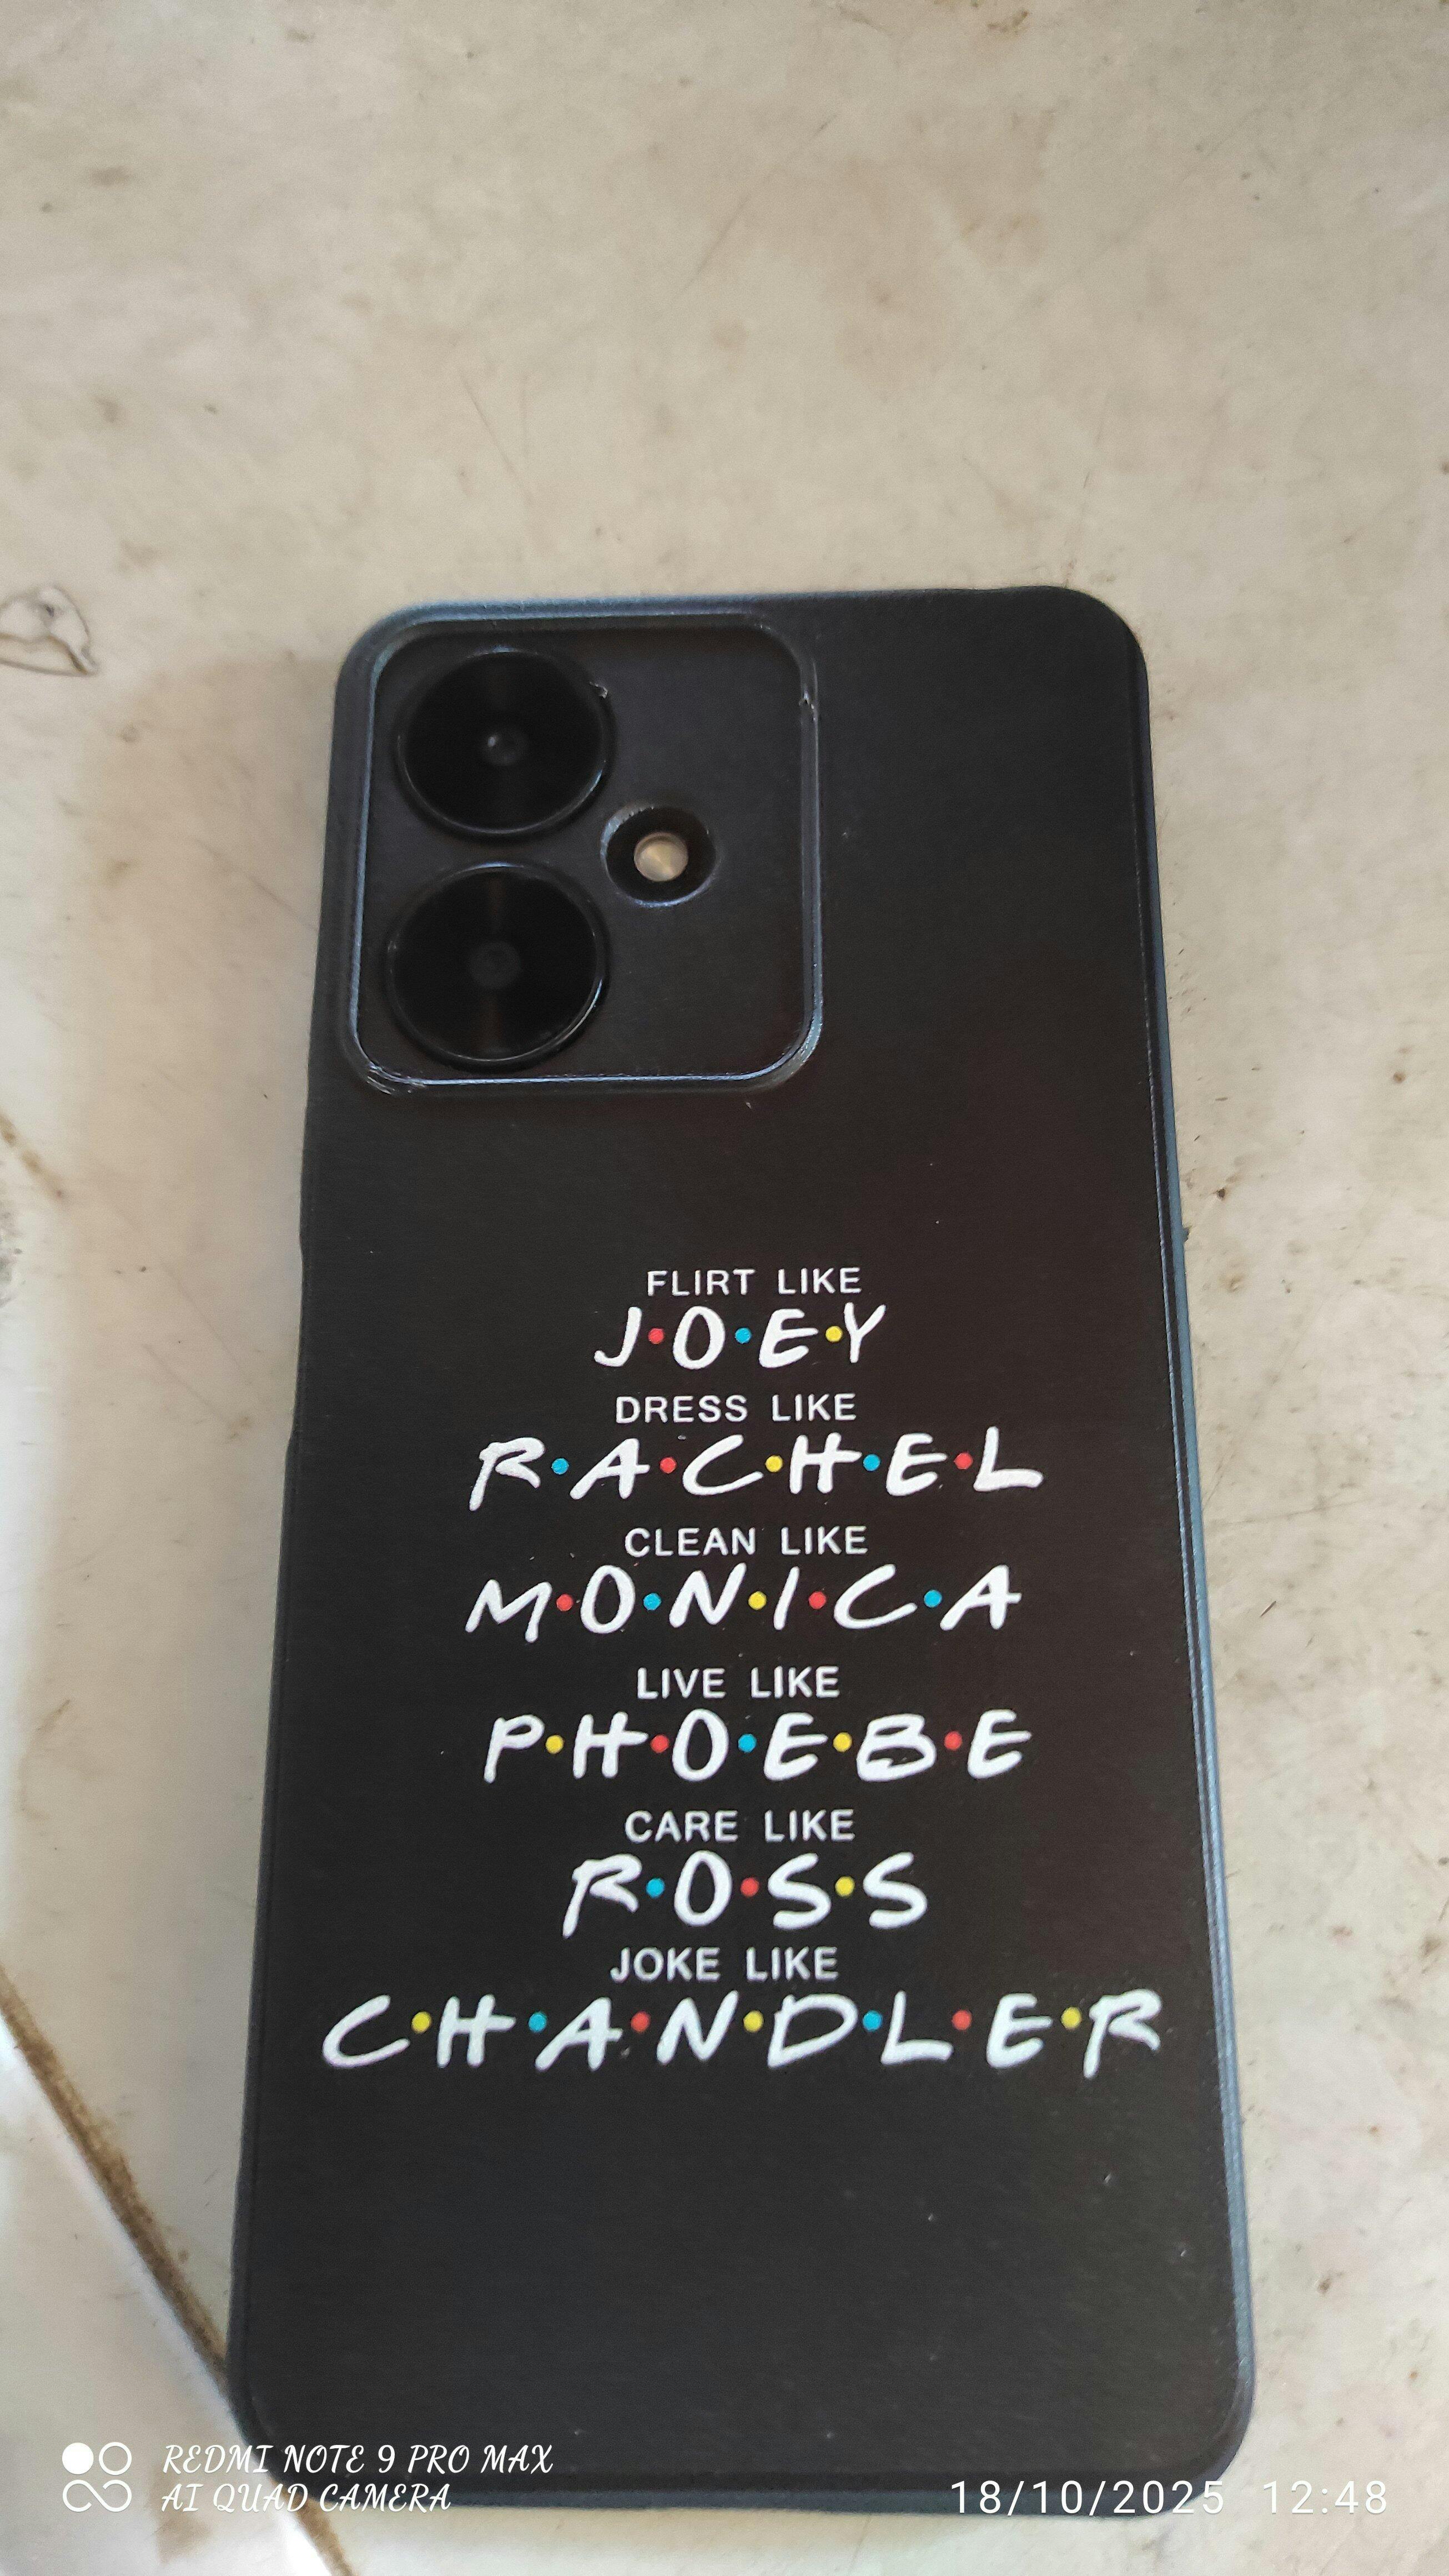 FLIRT LIKE
J·O·E·Y
DRESS LIKE
R·A·C·H·E·L
CLEAN LIKE
M·O·N·I·C·A
LIVE LIKE
P·H·O·E·B·E
CARE LIKE
R·O·S·S
JOKE LIKE
C·H·A·N·D·L·E·R
REDMI NOTE 9 PRO MAX
AI QUAD CAMERA
18/10/2025 12:48